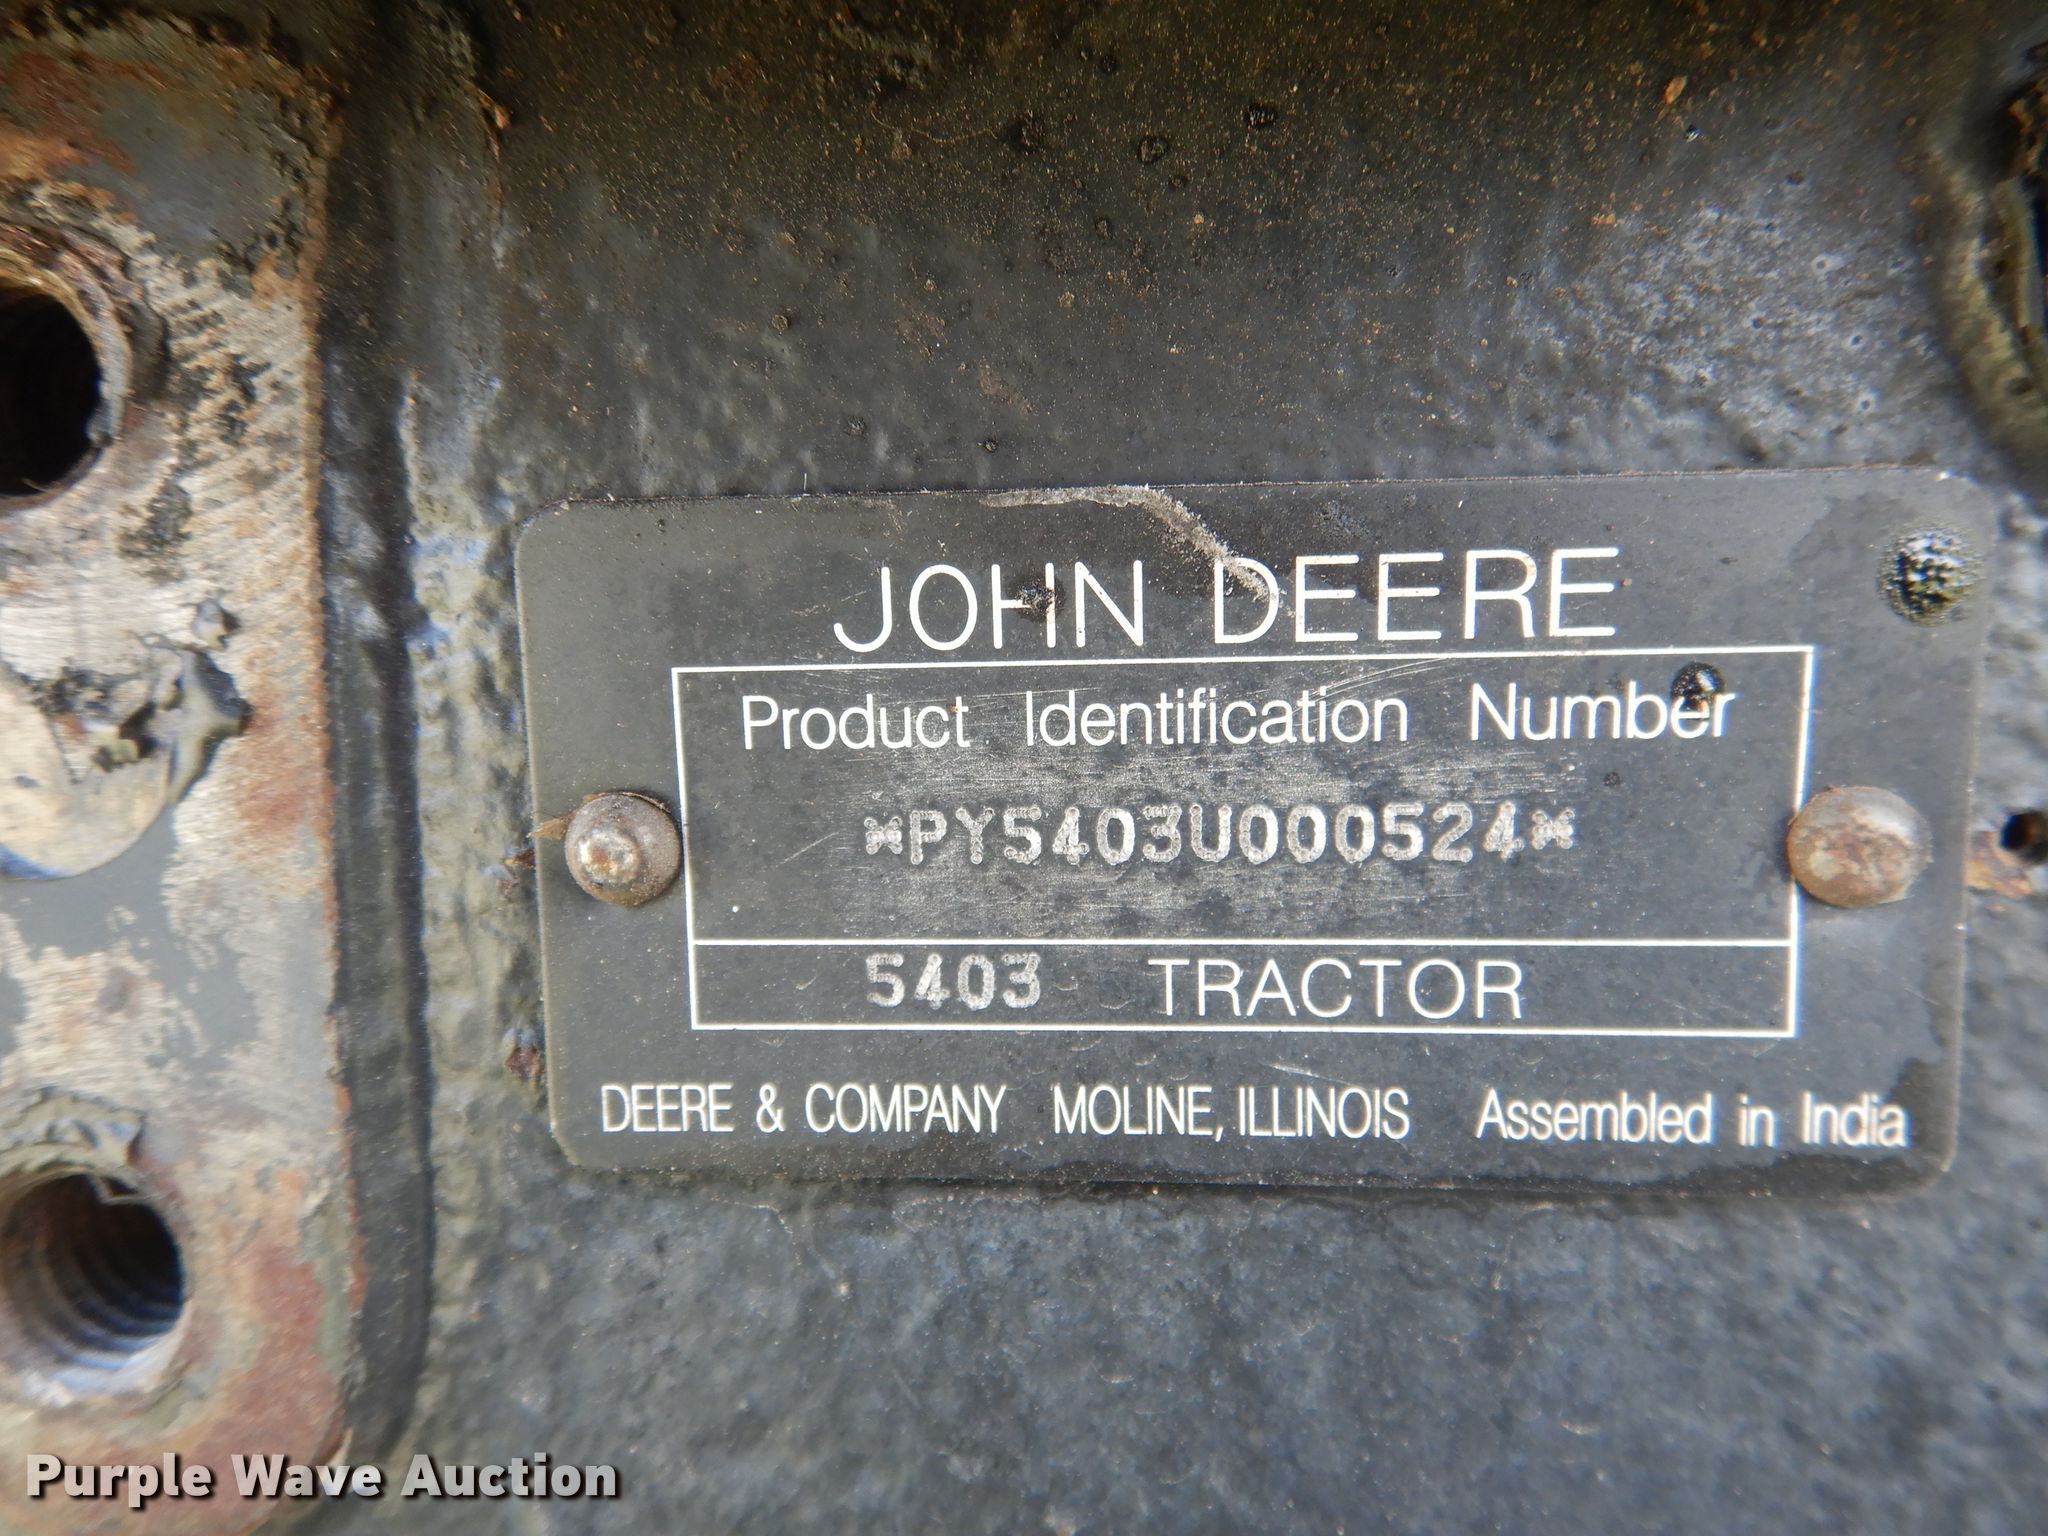 JOHN DEERE
Product Identification Number
*PY5403U000524*
5403 TRACTOR
DEERE & COMPANY MOLINE, ILLINOIS Assembled in India
Purple Wave Auction